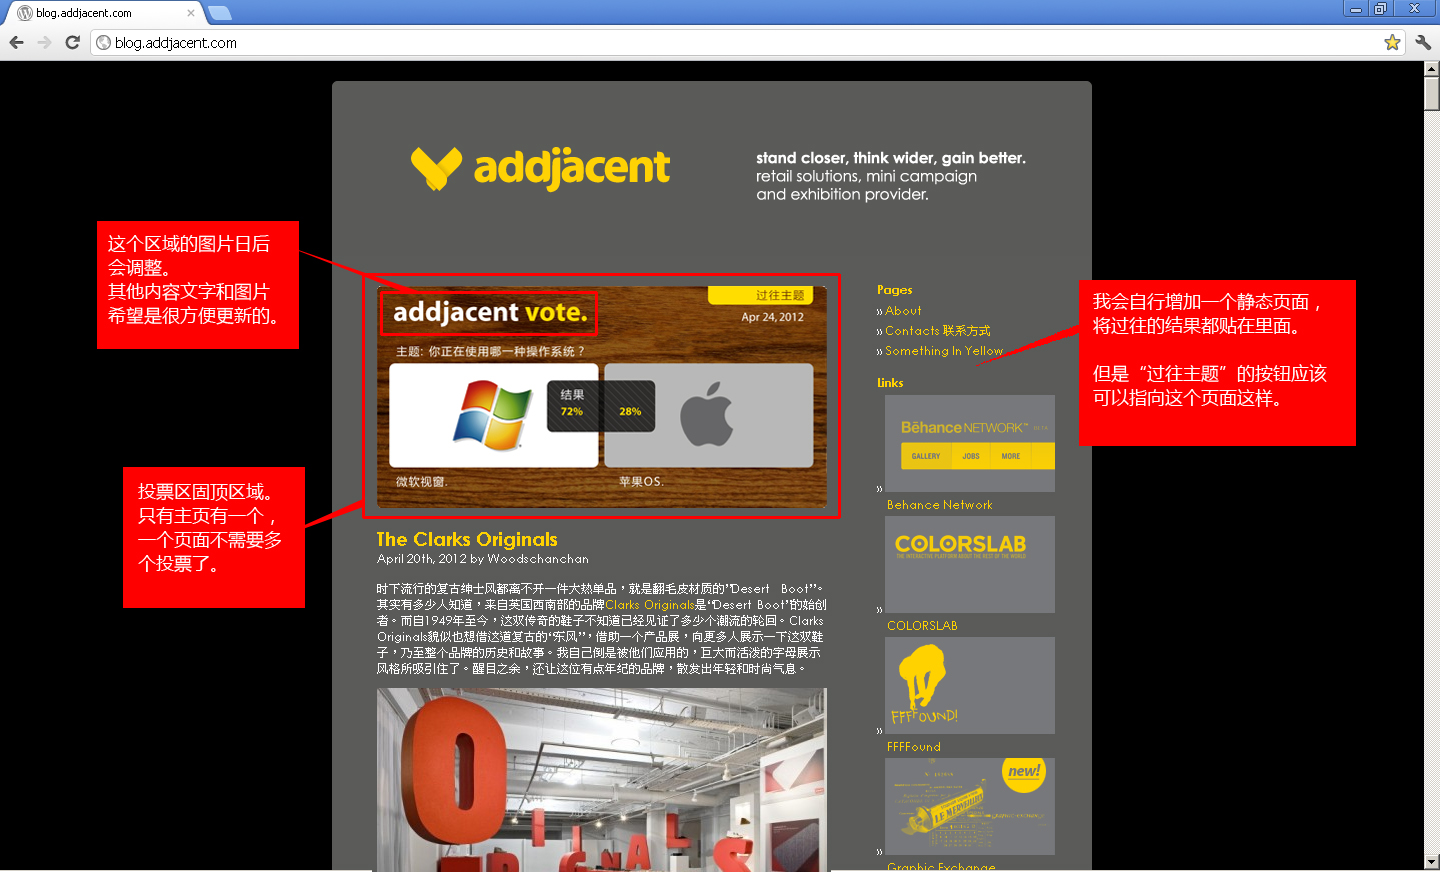 blog.addjacent.com
blog.addjacent.com
addjacent
stand closer, think wider, gain better.
retail solutions, mini campaign
and exhibition provider.
这个区域的图片日后
会调整。
其他内容文字和图片
希望是很方便更新的。
投票区固顶区域。
只有主页有一个，
一个页面不需要多
个投票了。
addjacent vote.
过往主题
Apr 24, 2012
主题: 你正在使用哪一种操作系统？
结果
72% 28%
微软视窗.
苹果OS.
The Clarks Originals
April 20th, 2012 by Woodschanchan
时下流行的复古绅士风都离不开一件大热单品，就是翻毛皮材质的”Desert Boot”。
其实有多少人知道，来自英国西南部的品牌Clarks Originals是“Desert Boot”的始创
者。而自1949年至今，这双传奇的鞋子不知道已经见证了多少个潮流的轮回。Clarks
Originals貌似也想借这道复古的“东风”，借助一个产品展，向更多人展示一下这双鞋
子，乃至整个品牌的历史和故事。我自己倒是被他们应用的，巨大而活泼的字母展示
风格所吸引住了。醒目之余，还让这位有点年纪的品牌，散发出年轻和时尚气息。
O
RIGNALS
Pages
» About
» Contacts 联系方式
» Something In Yellow
Links
Bēhance NETWORK™
GALLERY JOBS MORE
»
Behance Network
COLORSLAB
»
COLORSLAB
FFFFOUND!
»
FFFFound
new!
»
Graphic Exchange
我会自行增加一个静态页面，
将过往的结果都贴在里面。
但是“过往主题”的按钮应该
可以指向这个页面这样。